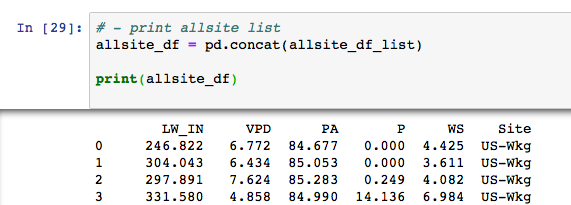 In [29]: # - print allsite list
allsite_df = pd.concat(allsite_df_list)
print(allsite_df)
LW_IN VPD PA P WS Site
0 246.822 6.772 84.677 0.000 4.425 US-Wkg
1 304.043 6.434 85.053 0.000 3.611 US-Wkg
2 297.891 7.624 85.283 0.249 4.082 US-Wkg
3 331.580 4.858 84.990 14.136 6.984 US-Wkg